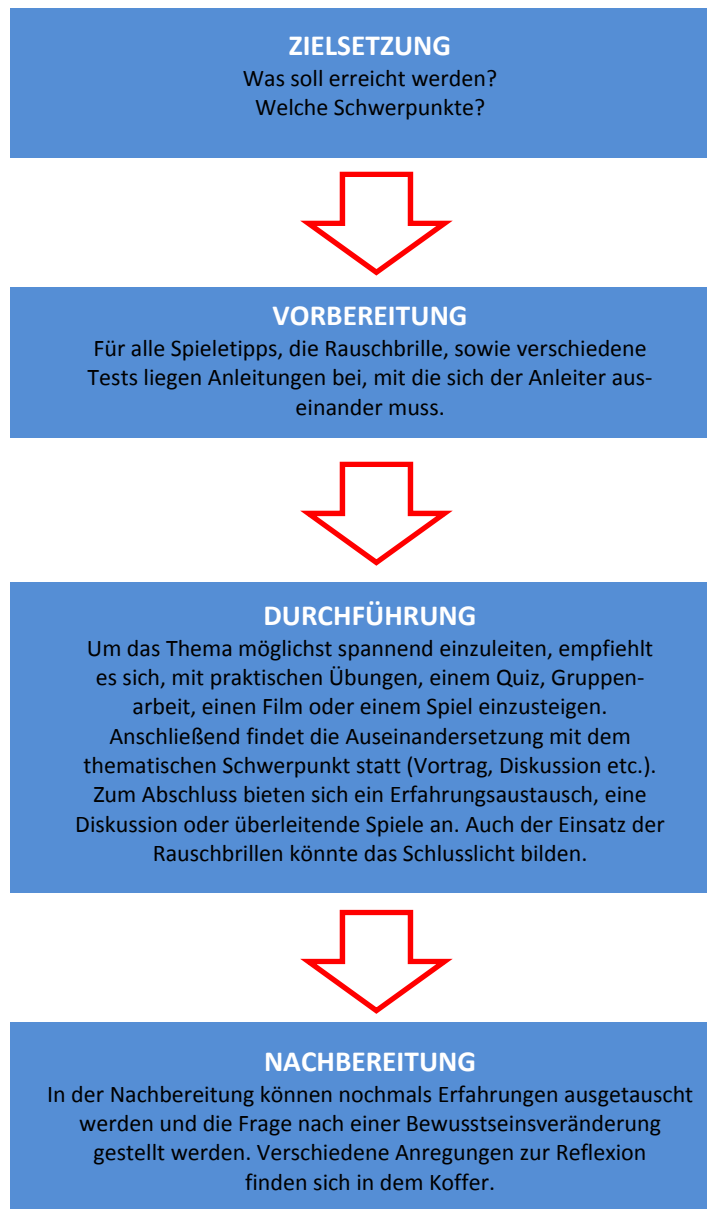 ZIELSETZUNG
Was soll erreicht werden?
Welche Schwerpunkte?
VORBEREITUNG
Für alle Spieletipps, die Rauschbrille, sowie verschiedene
Tests liegen Anleitungen bei, mit die sich der Anleiter aus-
einander muss.
DURCHFÜHRUNG
Um das Thema möglichst spannend einzuleiten, empfiehlt
es sich, mit praktischen Übungen, einem Quiz, Gruppen-
arbeit, einen Film oder einem Spiel einzusteigen.
Anschließend findet die Auseinandersetzung mit dem
thematischen Schwerpunkt statt (Vortrag, Diskussion etc.).
Zum Abschluss bieten sich ein Erfahrungsaustausch, eine
Diskussion oder überleitende Spiele an. Auch der Einsatz der
Rauschbrillen könnte das Schlusslicht bilden.
NACHBEREITUNG
In der Nachbereitung können nochmals Erfahrungen ausgetauscht
werden und die Frage nach einer Bewusstseinsveränderung
gestellt werden. Verschiedene Anregungen zur Reflexion
finden sich in dem Koffer.